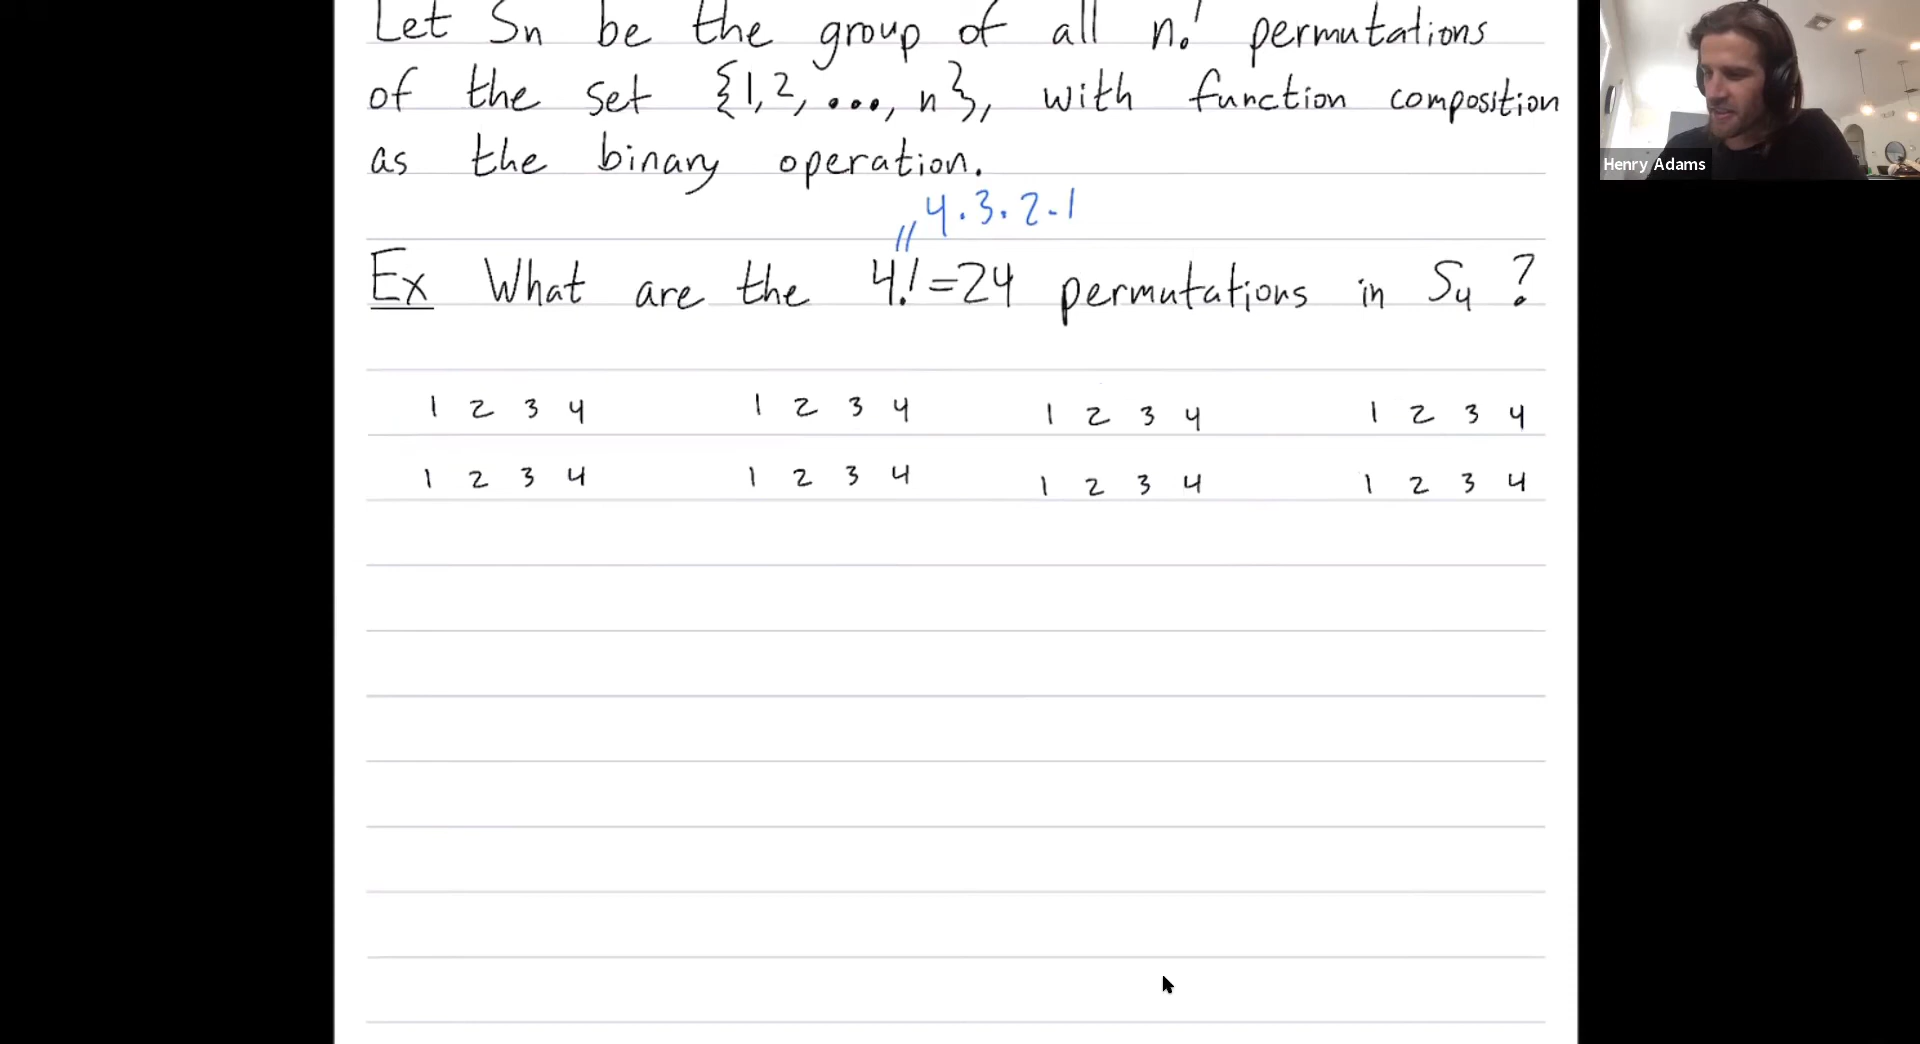 Let Sn be the group of all n! permutations
of the set {1,2, ..., n}, with function composition
as the binary operation.
4·3·2·1
Ex What are the 4!=24 permutations in S4?
1 2 3 4 1 2 3 4 1 2 3 4 1 2 3 4
1 2 3 4 1 2 3 4 1 2 3 4 1 2 3 4
Henry Adams